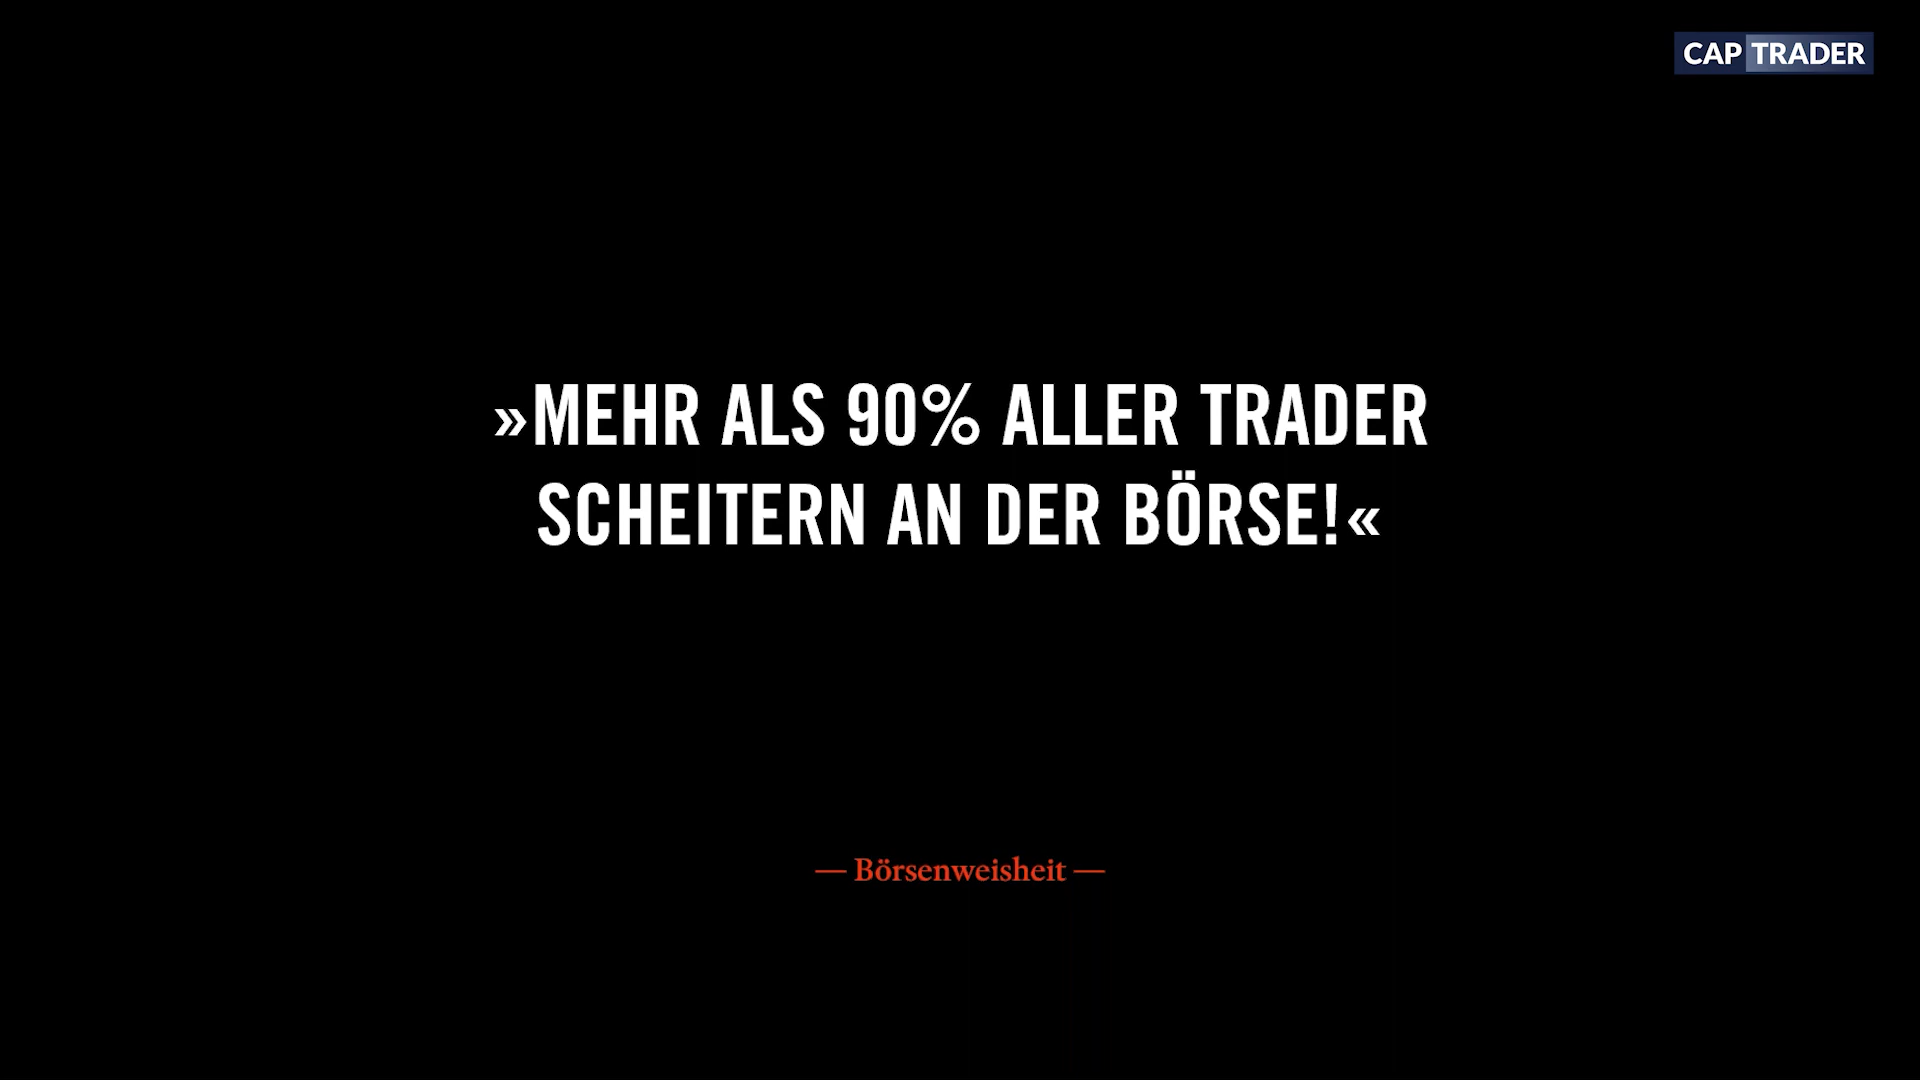 CAP TRADER
»MEHR ALS 90% ALLER TRADER
SCHEITERN AN DER BÖRSE!«
— Börsenweisheit —